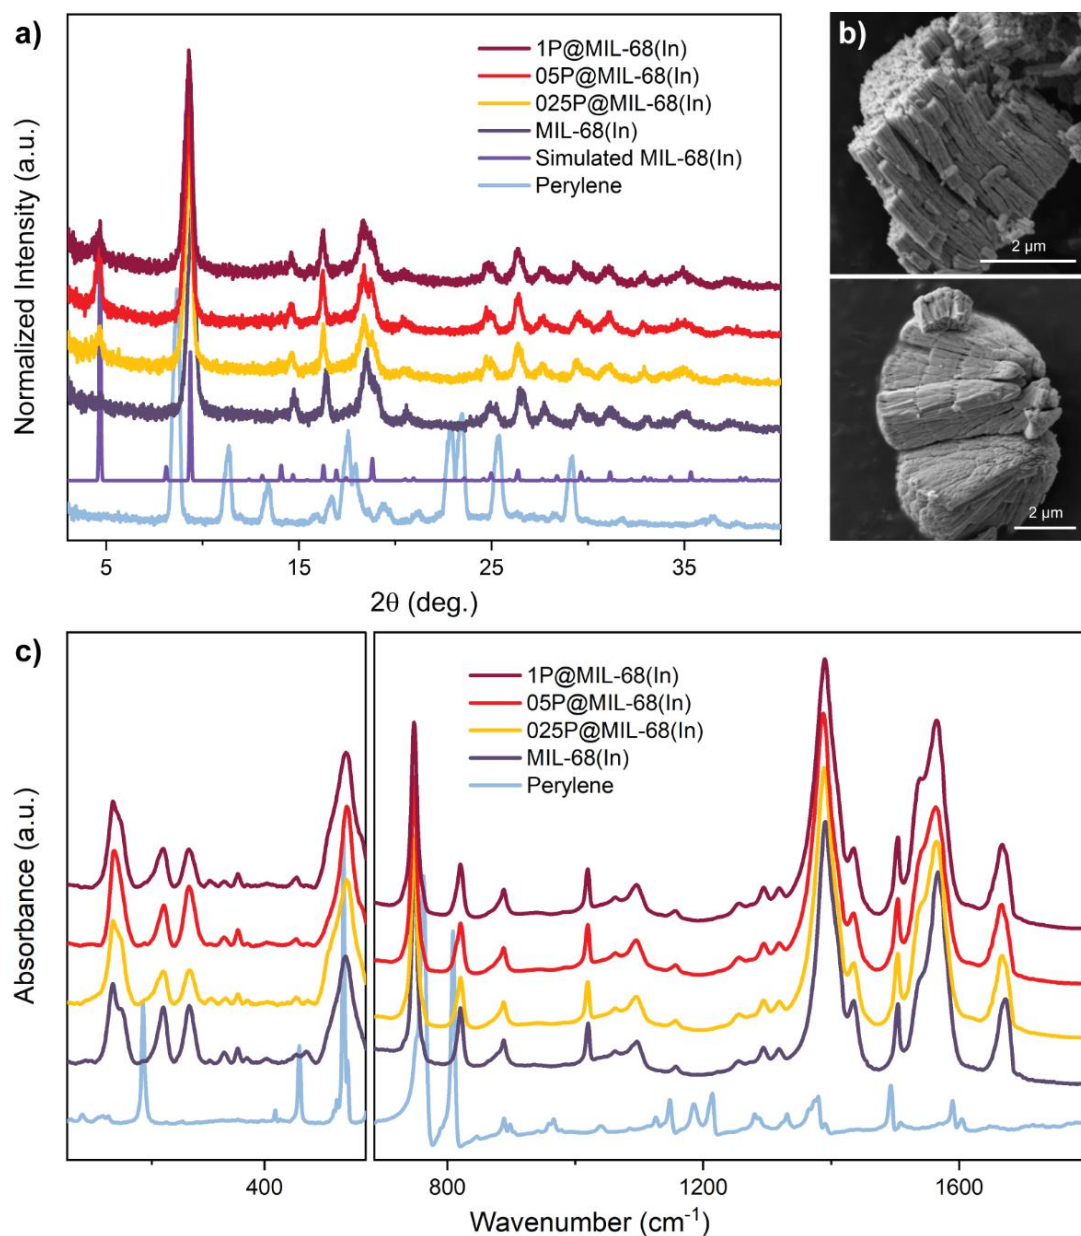 a)
1P@MIL-68(In)
05P@MIL-68(In)
025P@MIL-68(In)
MIL-68(In)
Simulated MIL-68(In)
Perylene
Normalized Intensity (a.u.)
5 15 25 35
2θ (deg.)
b)
2 µm
2 µm
c)
1P@MIL-68(In)
05P@MIL-68(In)
025P@MIL-68(In)
MIL-68(In)
Perylene
Absorbance (a.u.)
400 800 1200 1600
Wavenumber (cm⁻¹)